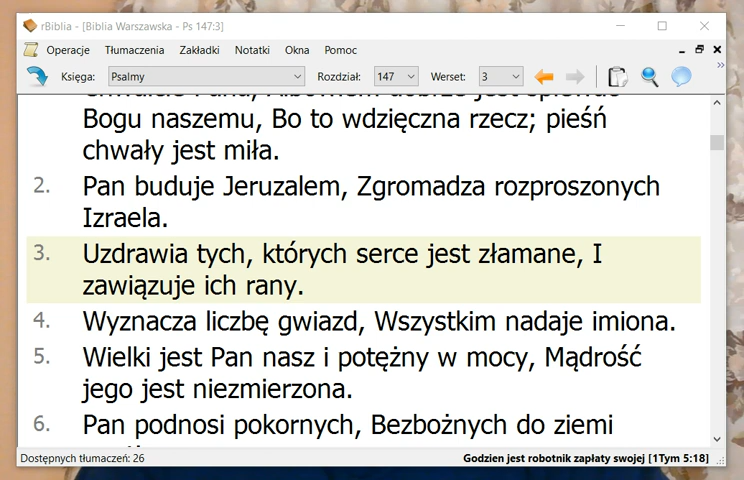 rBiblia - [Biblia Warszawska - Ps 147:3]
Operacje Tłumaczenia Zakładki Notatki Okna Pomoc
Księga: Psalmy Rozdział: 147 Werset: 3
Bogu naszemu, Bo to wdzięczna rzecz; pieśń
chwały jest miła.
2. Pan buduje Jeruzalem, Zgromadza rozproszonych
Izraela.
3. Uzdrawia tych, których serce jest złamane, I
zawiązuje ich rany.
4. Wyznacza liczbę gwiazd, Wszystkim nadaje imiona.
5. Wielki jest Pan nasz i potężny w mocy, Mądrość
jego jest niezmierzona.
6. Pan podnosi pokornych, Bezbożnych do ziemi
Dostępnych tłumaczeń: 26 Godzien jest robotnik zapłaty swojej [1Tym 5:18]